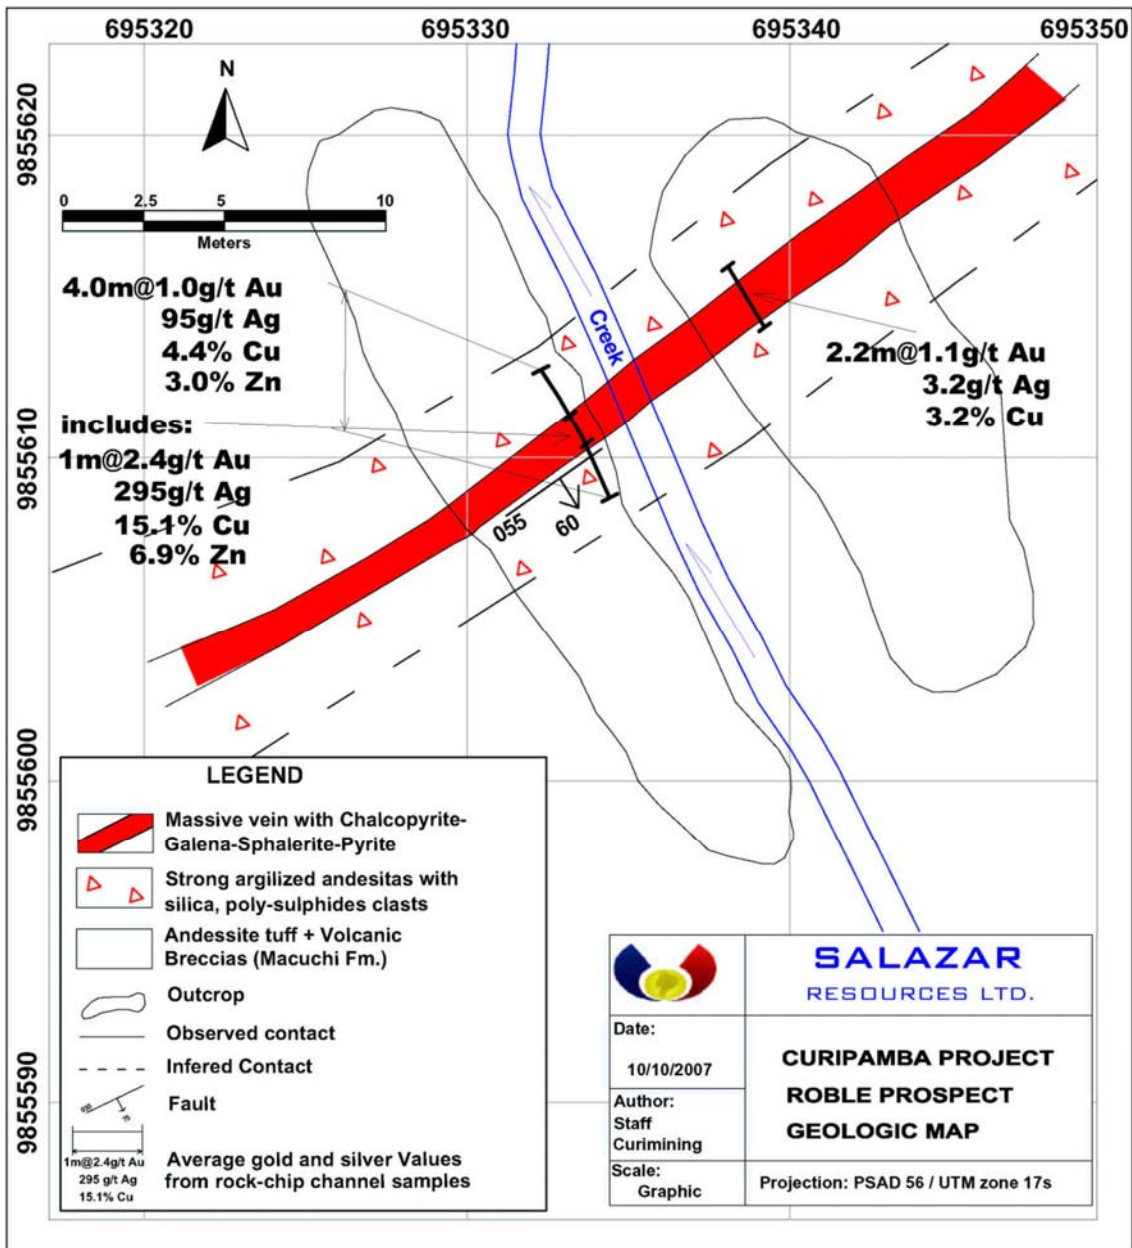 695320 695330 695340 695350
9855620
9855610
9855600
9855590
N
0 2.5 5 10
Meters
4.0m@1.0g/t Au
95g/t Ag
4.4% Cu
3.0% Zn
includes:
1m@2.4g/t Au
295g/t Ag
15.1% Cu
6.9% Zn
Creek
2.2m@1.1g/t Au
3.2g/t Ag
3.2% Cu
055 60
LEGEND
Massive vein with Chalcopyrite-
Galena-Sphalerite-Pyrite
Strong argilized andesitas with
silica, poly-sulphides clasts
Andessite tuff + Volcanic
Breccias (Macuchi Fm.)
Outcrop
Observed contact
Infered Contact
Fault
1m@2.4g/t Au
295 g/t Ag
15.1% Cu
Average gold and silver Values
from rock-chip channel samples
SALAZAR
RESOURCES LTD.
Date:
10/10/2007
Author:
Staff
Curimining
Scale:
Graphic
CURIPAMBA PROJECT
ROBLE PROSPECT
GEOLOGIC MAP
Projection: PSAD 56 / UTM zone 17s